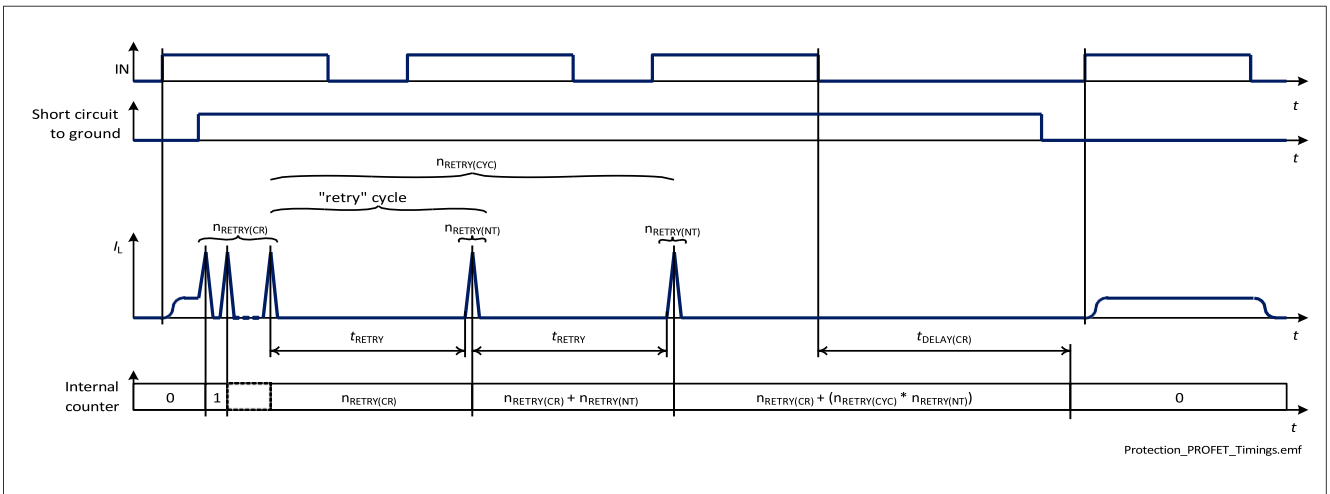 IN
t
Short circuit
to ground
t
nRETRY(CYC)
"retry" cycle
nRETRY(CR)
nRETRY(NT)
nRETRY(NT)
IL
t
tRETRY
tRETRY
tDELAY(CR)
Internal
counter
0
1
nRETRY(CR)
nRETRY(CR) + nRETRY(NT)
nRETRY(CR) + (nRETRY(CYC) * nRETRY(NT))
0
t
Protection_PROFET_Timings.emf